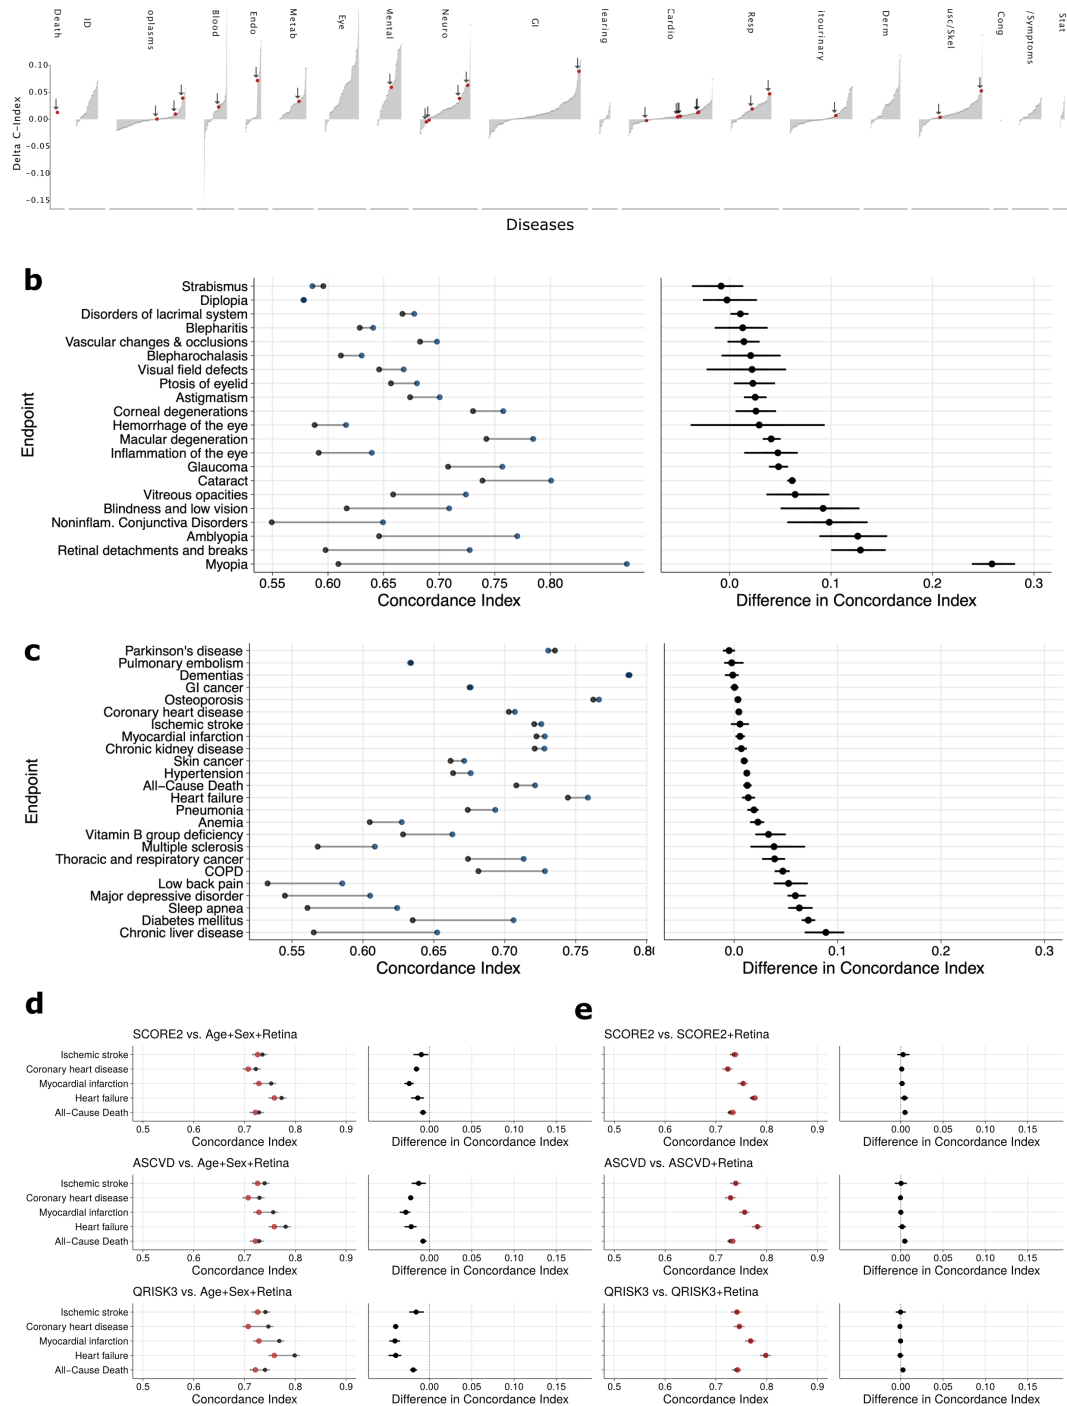 Death
ID
oplasms
Blood
Endo
Metab
Eye
Mental
Neuro
GI
learing
Cardio
Resp
itourinary
Derm
usc/Skel
Cong
/Symptoms
Stat
Delta C-Index
0.10
0.05
0.00
−0.05
−0.10
−0.15
Diseases
b
Endpoint
Strabismus
Diplopia
Disorders of lacrimal system
Blepharitis
Vascular changes & occlusions
Blepharochalasis
Visual field defects
Ptosis of eyelid
Astigmatism
Corneal degenerations
Hemorrhage of the eye
Macular degeneration
Inflammation of the eye
Glaucoma
Cataract
Vitreous opacities
Blindness and low vision
Noninflam. Conjunctiva Disorders
Amblyopia
Retinal detachments and breaks
Myopia
0.55 0.60 0.65 0.70 0.75 0.80
Concordance Index
0.0 0.1 0.2 0.3
Difference in Concordance Index
c
Endpoint
Parkinson's disease
Pulmonary embolism
Dementias
GI cancer
Osteoporosis
Coronary heart disease
Ischemic stroke
Myocardial infarction
Chronic kidney disease
Skin cancer
Hypertension
All−Cause Death
Heart failure
Pneumonia
Anemia
Vitamin B group deficiency
Multiple sclerosis
Thoracic and respiratory cancer
COPD
Low back pain
Major depressive disorder
Sleep apnea
Diabetes mellitus
Chronic liver disease
0.55 0.60 0.65 0.70 0.75 0.8
Concordance Index
0.0 0.1 0.2 0.3
Difference in Concordance Index
d
SCORE2 vs. Age+Sex+Retina
Ischemic stroke
Coronary heart disease
Myocardial infarction
Heart failure
All−Cause Death
0.5 0.6 0.7 0.8 0.9
Concordance Index
0.00 0.05 0.10 0.15
Difference in Concordance Index
ASCVD vs. Age+Sex+Retina
Ischemic stroke
Coronary heart disease
Myocardial infarction
Heart failure
All−Cause Death
0.5 0.6 0.7 0.8 0.9
Concordance Index
0.00 0.05 0.10 0.15
Difference in Concordance Index
QRISK3 vs. Age+Sex+Retina
Ischemic stroke
Coronary heart disease
Myocardial infarction
Heart failure
All−Cause Death
0.5 0.6 0.7 0.8 0.9
Concordance Index
0.00 0.05 0.10 0.15
Difference in Concordance Index
e
SCORE2 vs. SCORE2+Retina
0.5 0.6 0.7 0.8 0.9
Concordance Index
0.00 0.05 0.10 0.15
Difference in Concordance Index
ASCVD vs. ASCVD+Retina
0.5 0.6 0.7 0.8 0.9
Concordance Index
0.00 0.05 0.10 0.15
Difference in Concordance Index
QRISK3 vs. QRISK3+Retina
0.5 0.6 0.7 0.8 0.9
Concordance Index
0.00 0.05 0.10 0.15
Difference in Concordance Index